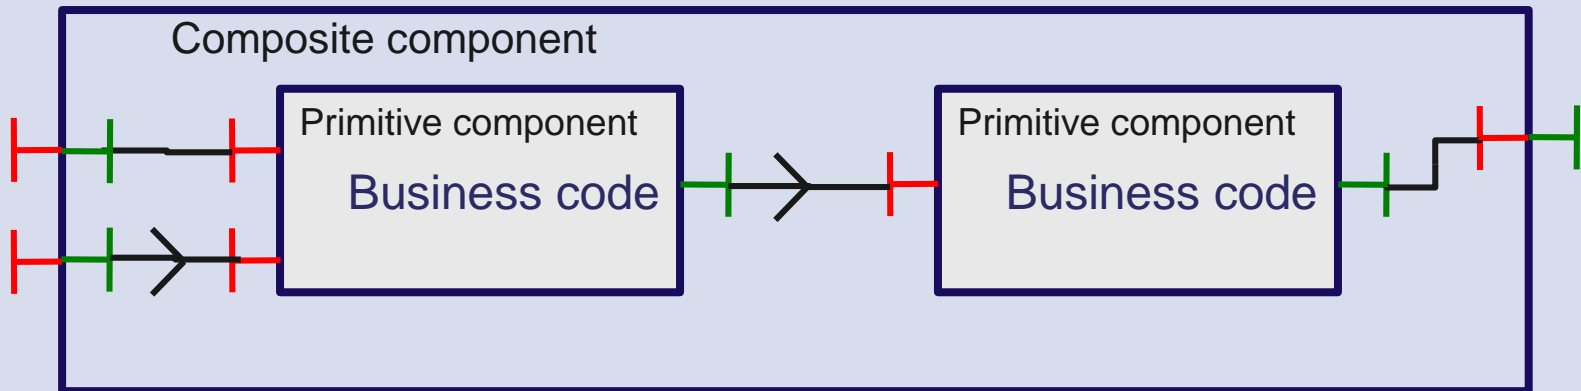 Composite component
Primitive component
Business code
Primitive component
Business code